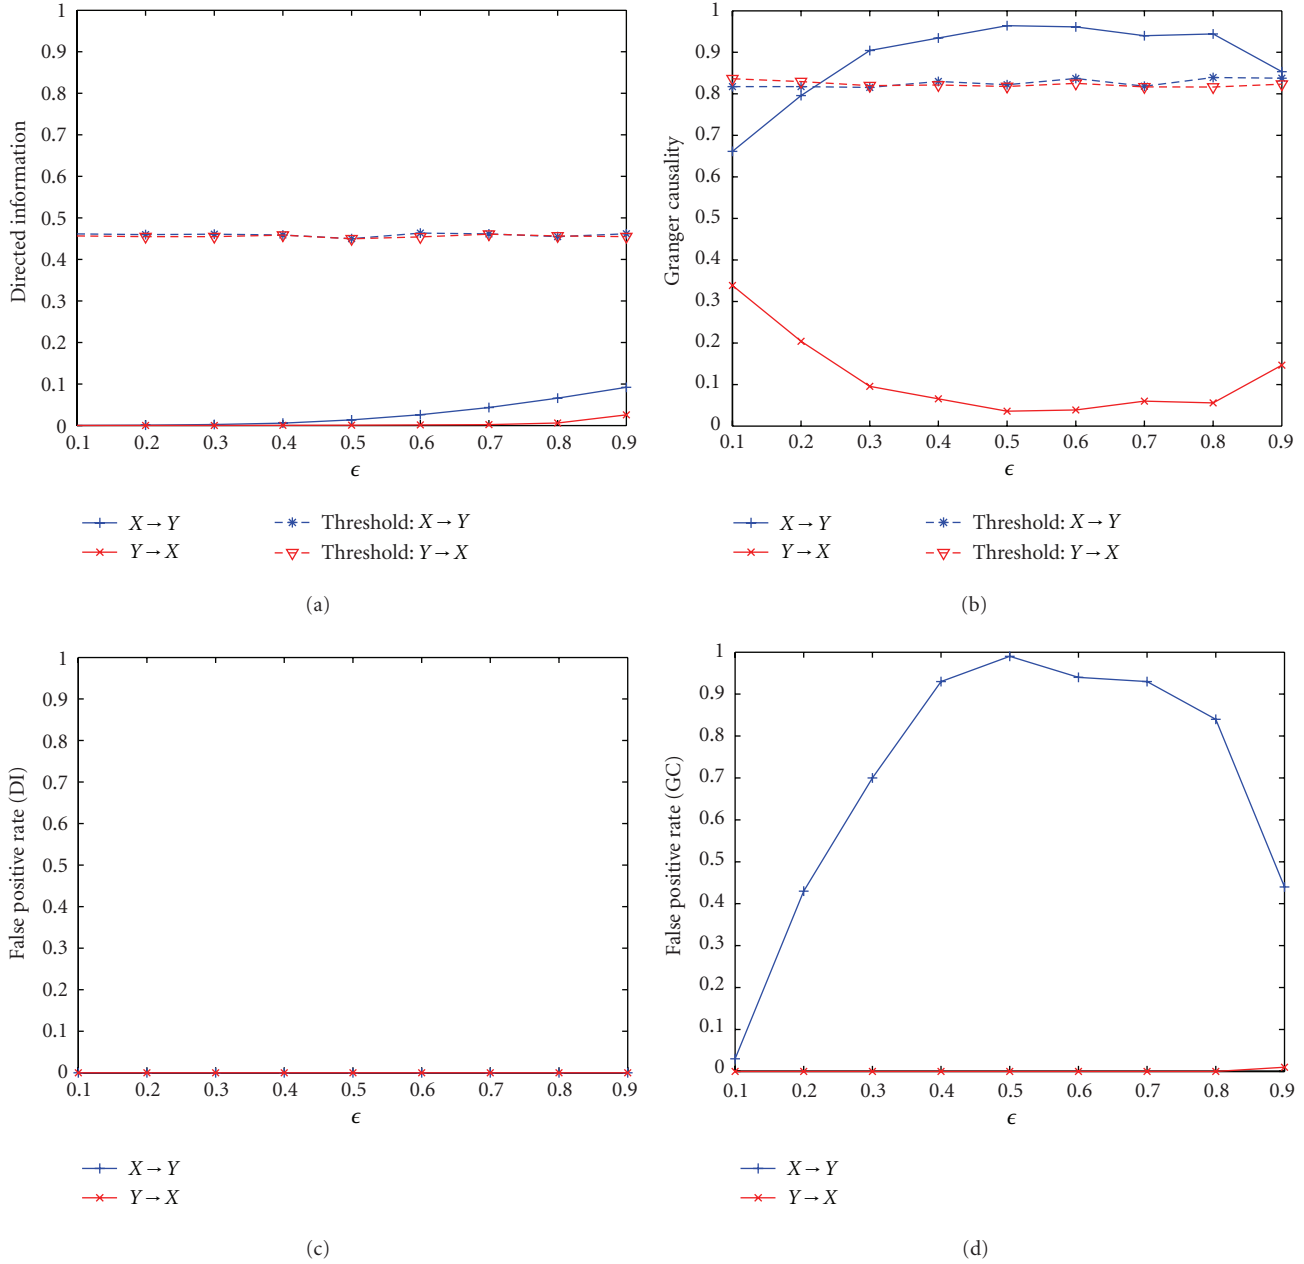 1
0.9
0.8
0.7
0.6
0.5
0.4
0.3
0.2
0.1
0
Directed information
0.1 0.2 0.3 0.4 0.5 0.6 0.7 0.8 0.9
ϵ
X → Y
Y → X
Threshold: X → Y
Threshold: Y → X
(a)
1
0.9
0.8
0.7
0.6
0.5
0.4
0.3
0.2
0.1
0
Granger causality
0.1 0.2 0.3 0.4 0.5 0.6 0.7 0.8 0.9
ϵ
X → Y
Y → X
Threshold: X → Y
Threshold: Y → X
(b)
1
0.9
0.8
0.7
0.6
0.5
0.4
0.3
0.2
0.1
0
False positive rate (DI)
0.1 0.2 0.3 0.4 0.5 0.6 0.7 0.8 0.9
ϵ
X → Y
Y → X
(c)
1
0.9
0.8
0.7
0.6
0.5
0.4
0.3
0.2
0.1
0
False positive rate (GC)
0.1 0.2 0.3 0.4 0.5 0.6 0.7 0.8 0.9
ϵ
X → Y
Y → X
(d)